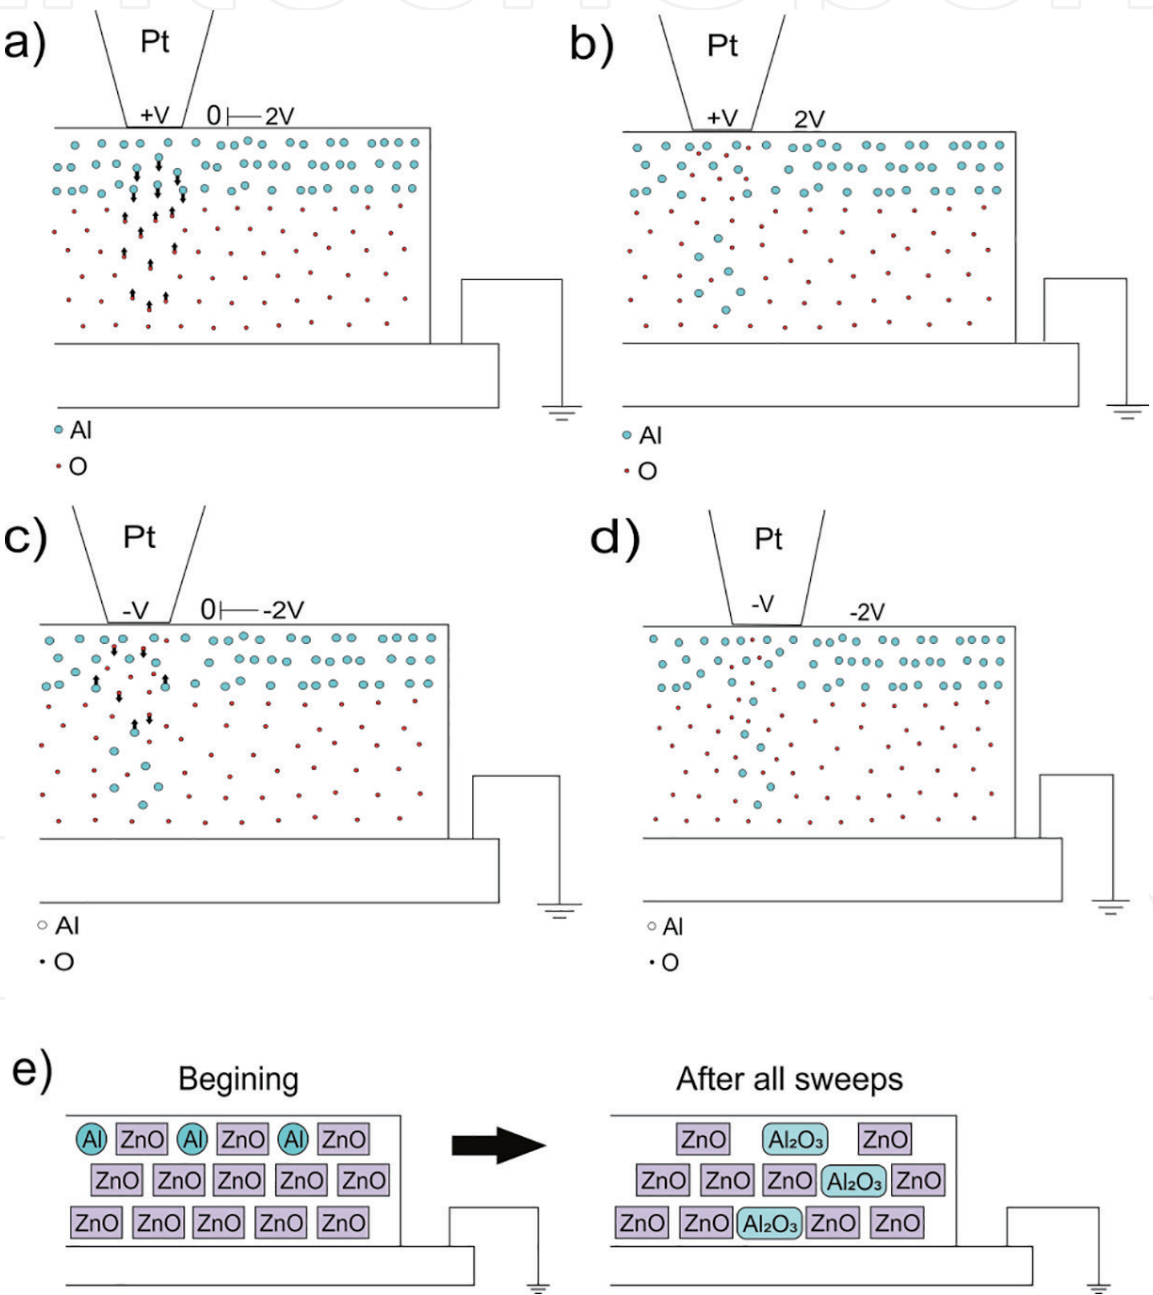 a)
Pt
+V
0 2V
Al
O
b)
Pt
+V
2V
Al
O
c)
Pt
-V
0 -2V
Al
O
d)
Pt
-V
-2V
Al
O
e)
Begining
Al ZnO Al ZnO Al ZnO
ZnO ZnO ZnO ZnO ZnO
ZnO ZnO ZnO ZnO ZnO
After all sweeps
ZnO Al₂O₃ ZnO
ZnO ZnO ZnO Al₂O₃ ZnO
ZnO ZnO Al₂O₃ ZnO ZnO